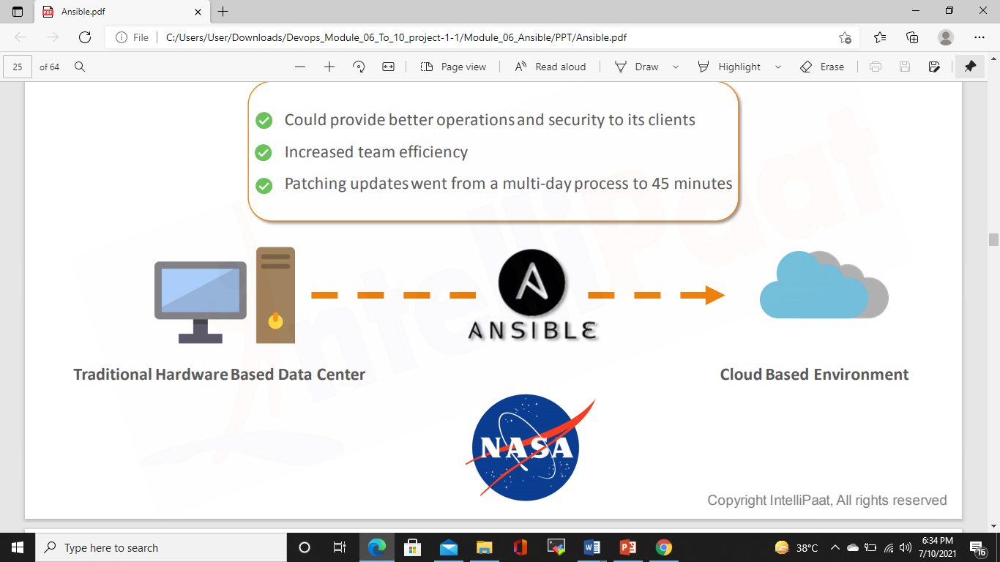 Ansible.pdf
File
C:/Users/User/Downloads/Devops_Module_06_To_10_project-1-1/Module_06_Ansible/PPT/Ansible.pdf
25 of 64
Page view
Read aloud
Draw
Highlight
Erase
Could provide better operations and security to its clients
Increased team efficiency
Patching updates went from a multi-day process to 45 minutes
IntelliPaat
ANSIBLE
Traditional Hardware Based Data Center
Cloud Based Environment
NASA
Copyright IntelliPaat, All rights reserved
Type here to search
38°C
6:34 PM
7/10/2021
16